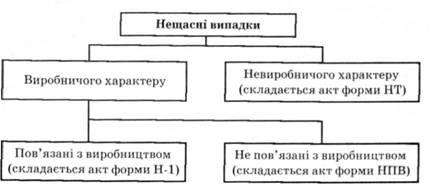 Нещасні випадки
Виробничого характеру
Невиробничого характеру
(складається акт форми НТ)
Пов’язані з виробництвом
(складається акт форми Н-1)
Не пов’язані з виробництвом
(складається акт форми НПВ)